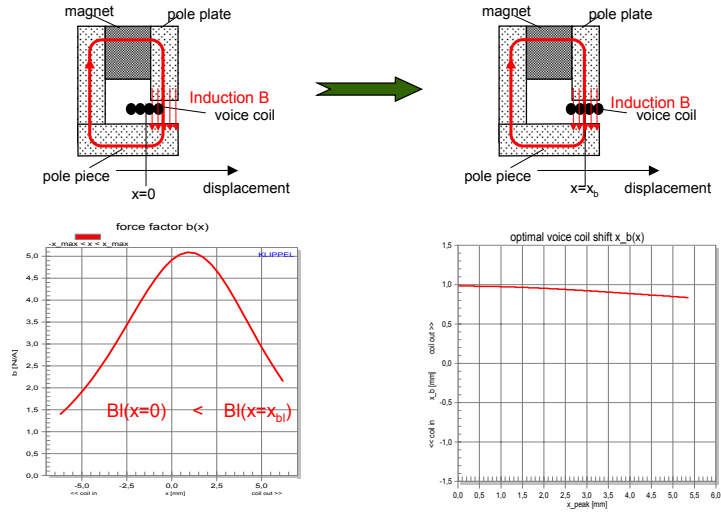 magnet
pole plate
Induction B
voice coil
pole piece
x=0
displacement
magnet
pole plate
Induction B
voice coil
pole piece
x=x_b
displacement
force factor b(x)
-x_max < x < x_max
KLIPPEL
5,0
4,5
4,0
3,5
3,0
2,5
2,0
1,5
1,0
0,5
0,0
b [N/A]
Bl(x=0) < Bl(x=x_bl)
-5,0 -2,5 0,0 2,5 5,0
<< coil in x [mm] coil out >>
optimal voice coil shift x_b(x)
1,5
1,0
0,5
0,0
-0,5
-1,0
-1,5
<< coil in x_b [mm] coil out >>
0,0 0,5 1,0 1,5 2,0 2,5 3,0 3,5 4,0 4,5 5,0 5,5 6,0
x_peak [mm]